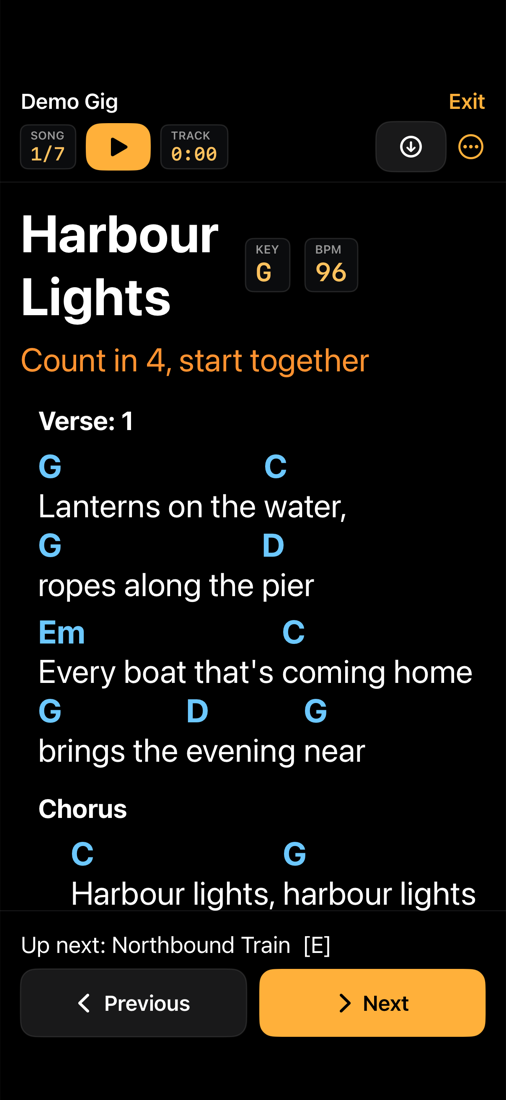 Demo Gig
Exit
SONG
1/7
TRACK
0:00
Harbour
Lights
KEY
G
BPM
96
Count in 4, start together
Verse: 1
G C
Lanterns on the water,
G D
ropes along the pier
Em C
Every boat that's coming home
G D G
brings the evening near
Chorus
C G
Harbour lights, harbour lights
Up next: Northbound Train [E]
Previous
Next